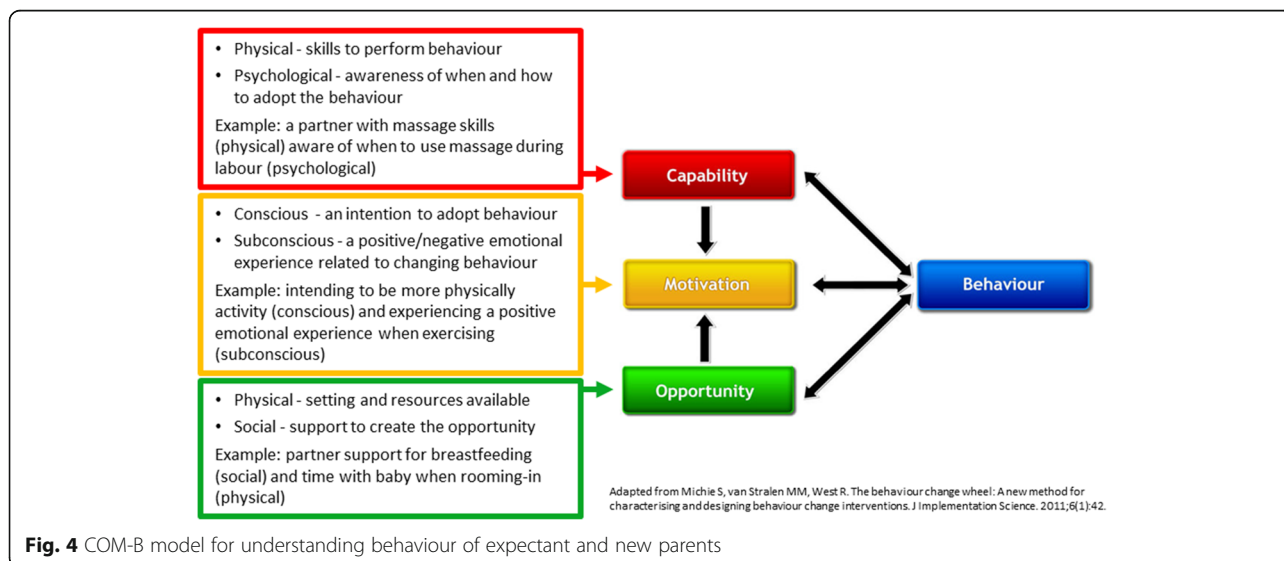 • Physical - skills to perform behaviour
• Psychological - awareness of when and how
to adopt the behaviour
Example: a partner with massage skills
(physical) aware of when to use massage during
labour (psychological)
Capability
• Conscious - an intention to adopt behaviour
• Subconscious - a positive/negative emotional
experience related to changing behaviour
Example: intending to be more physically
activity (conscious) and experiencing a positive
emotional experience when exercising
(subconscious)
Motivation
Behaviour
• Physical - setting and resources available
• Social - support to create the opportunity
Example: partner support for breastfeeding
(social) and time with baby when rooming-in
(physical)
Opportunity
Adapted from Michie S, van Stralen MM, West R. The behaviour change wheel: A new method for
characterising and designing behaviour change interventions. J Implementation Science. 2011;6(1):42.
Fig. 4 COM-B model for understanding behaviour of expectant and new parents